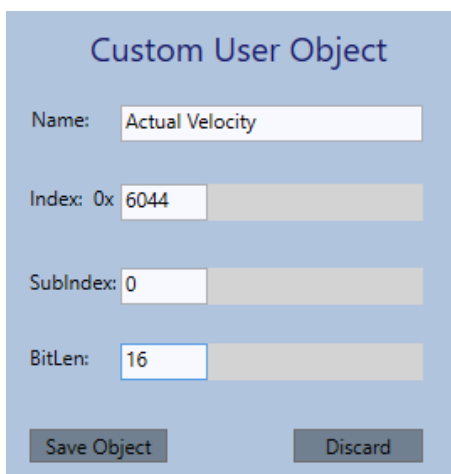 Custom User Object
Name: Actual Velocity
Index: 0x 6044
SubIndex: 0
BitLen: 16
Save Object Discard